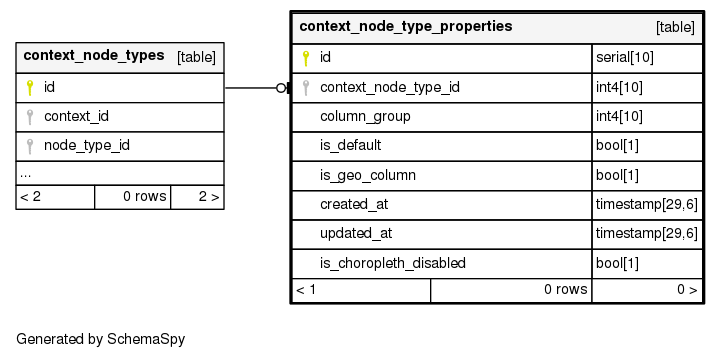 context_node_types [table]
id
context_id
node_type_id
...
< 2 0 rows 2 >
context_node_type_properties [table]
id serial[10]
context_node_type_id int4[10]
column_group int4[10]
is_default bool[1]
is_geo_column bool[1]
created_at timestamp[29,6]
updated_at timestamp[29,6]
is_choropleth_disabled bool[1]
< 1 0 rows 0 >
Generated by SchemaSpy